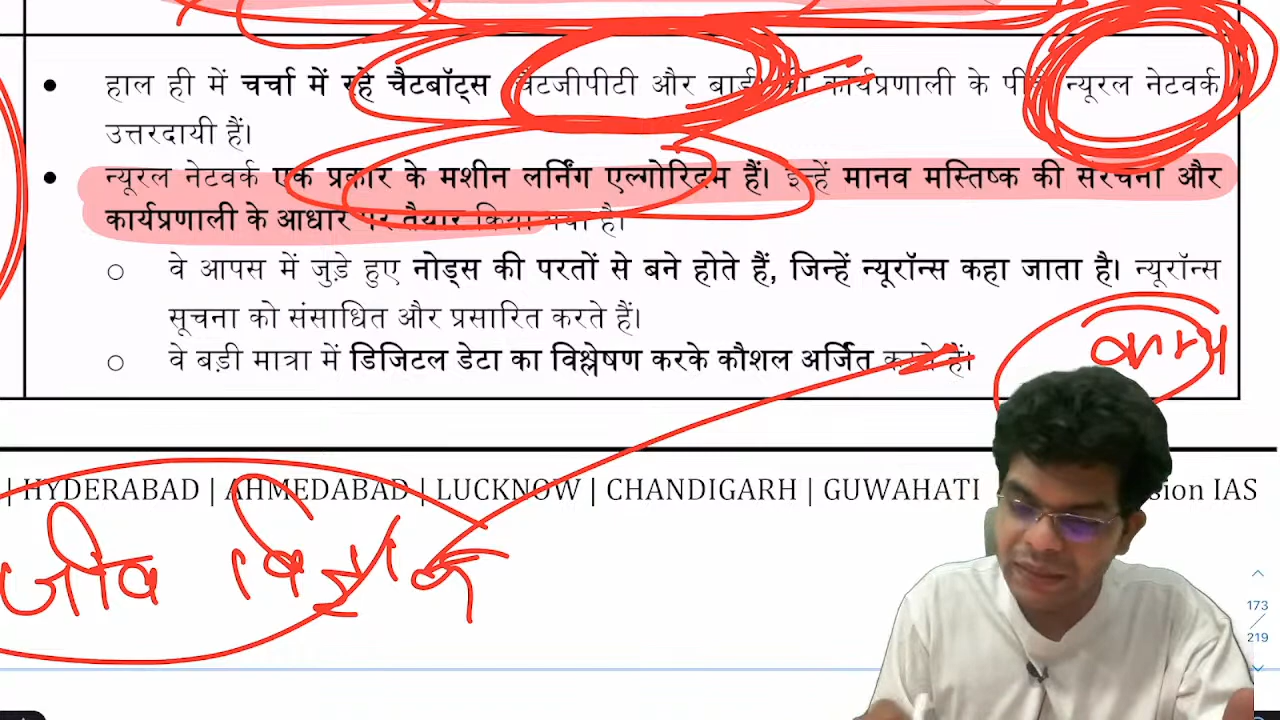 हाल ही में चर्चा में रहे चैटबॉट्स चैटजीपीटी और बार्ड की कार्यप्रणाली के पीछे न्यूरल नेटवर्क
उत्तरदायी हैं।
न्यूरल नेटवर्क एक प्रकार के मशीन लर्निंग एल्गोरिदम हैं। इन्हें मानव मस्तिष्क की संरचना और
कार्यप्रणाली के आधार पर तैयार किया गया है।
वे आपस में जुड़े हुए नोड्स की परतों से बने होते हैं, जिन्हें न्यूरॉन्स कहा जाता है। न्यूरॉन्स
सूचना को संसाधित और प्रसारित करते हैं।
वे बड़ी मात्रा में डिजिटल डेटा का विश्लेषण करके कौशल अर्जित करते हैं।
| HYDERABAD | AHMEDABAD | LUCKNOW | CHANDIGARH | GUWAHATI sion IAS
जीव
173
219